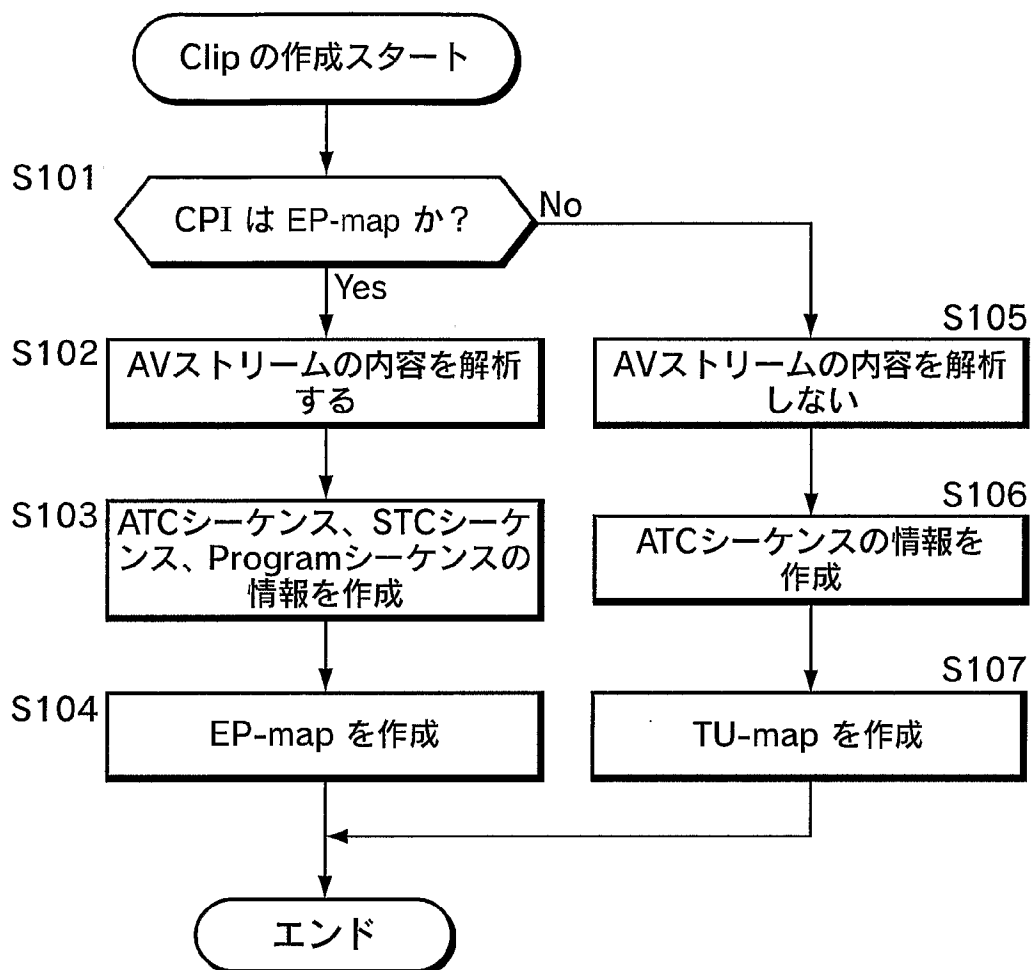 Clip の作成スタート
S101
CPI は EP-map か？
No
Yes
S102
AVストリームの内容を解析
する
S103
ATCシーケンス、STCシーケ
ンス、Programシーケンスの
情報を作成
S104
EP-map を作成
S105
AVストリームの内容を解析
しない
S106
ATCシーケンスの情報を
作成
S107
TU-map を作成
エンド